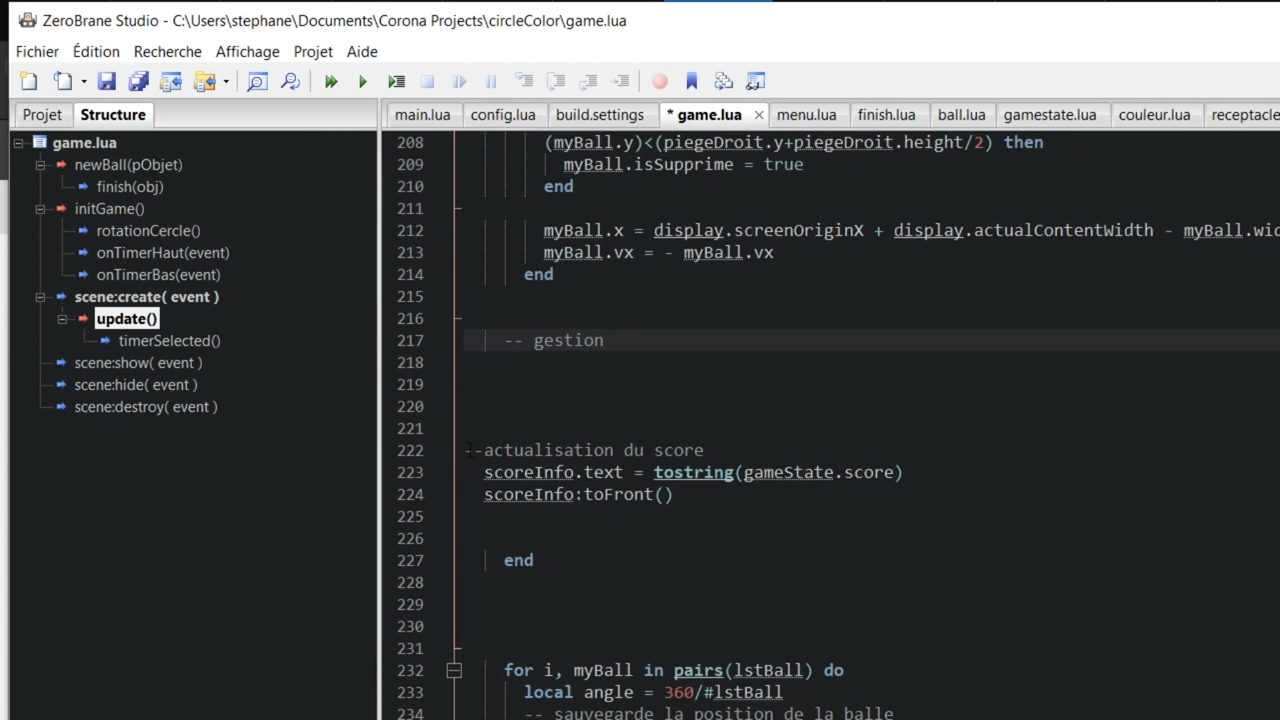 ZeroBrane Studio - C:\Users\stephane\Documents\Corona Projects\circleColor\game.lua
Fichier Édition Recherche Affichage Projet Aide
Projet Structure main.lua config.lua build.settings * game.lua menu.lua finish.lua ball.lua gamestate.lua couleur.lua receptacle
game.lua
newBall(pObjet)
finish(obj)
initGame()
rotationCercle()
onTimerHaut(event)
onTimerBas(event)
scene:create( event )
update()
timerSelected()
scene:show( event )
scene:hide( event )
scene:destroy( event )
208 (myBall.y)<(piegeDroit.y+piegeDroit.height/2) then
209 myBall.isSupprime = true
210 end
211
212 myBall.x = display.screenOriginX + display.actualContentWidth - myBall.wid
213 myBall.vx = - myBall.vx
214 end
215
216
217 -- gestion
218
219
220
221
222 --actualisation du score
223 scoreInfo.text = tostring(gameState.score)
224 scoreInfo:toFront()
225
226
227 end
228
229
230
231
232 for i, myBall in pairs(lstBall) do
233 local angle = 360/#lstBall
234 -- sauvegarde la position de la balle